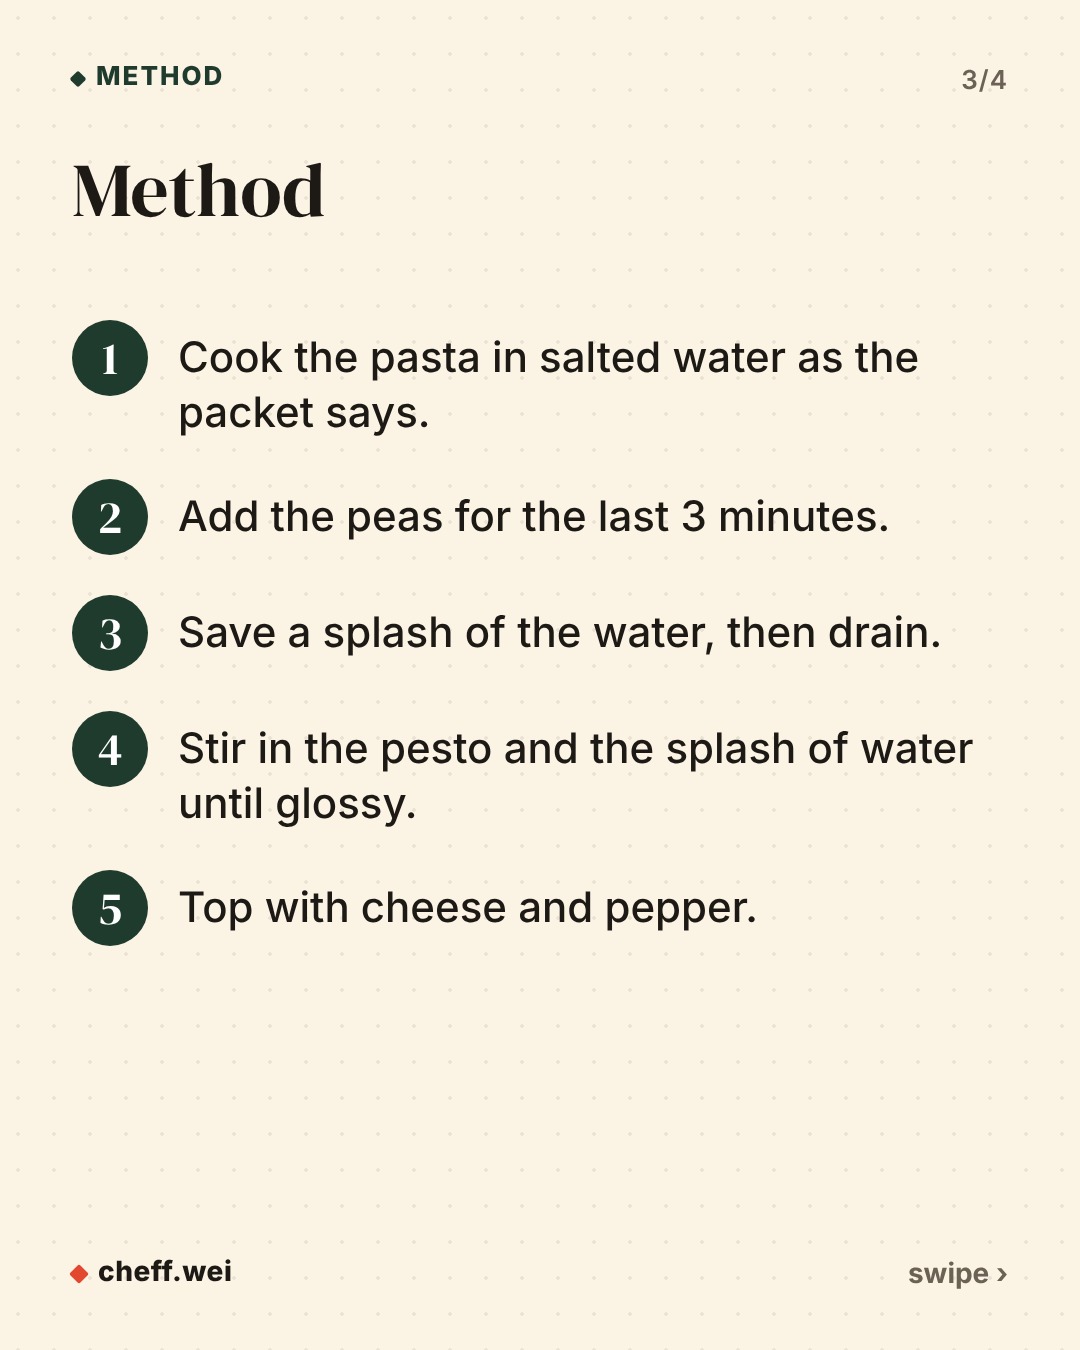 METHOD
3/4
Method
1 Cook the pasta in salted water as the
packet says.
2 Add the peas for the last 3 minutes.
3 Save a splash of the water, then drain.
4 Stir in the pesto and the splash of water
until glossy.
5 Top with cheese and pepper.
cheff.wei
swipe ›